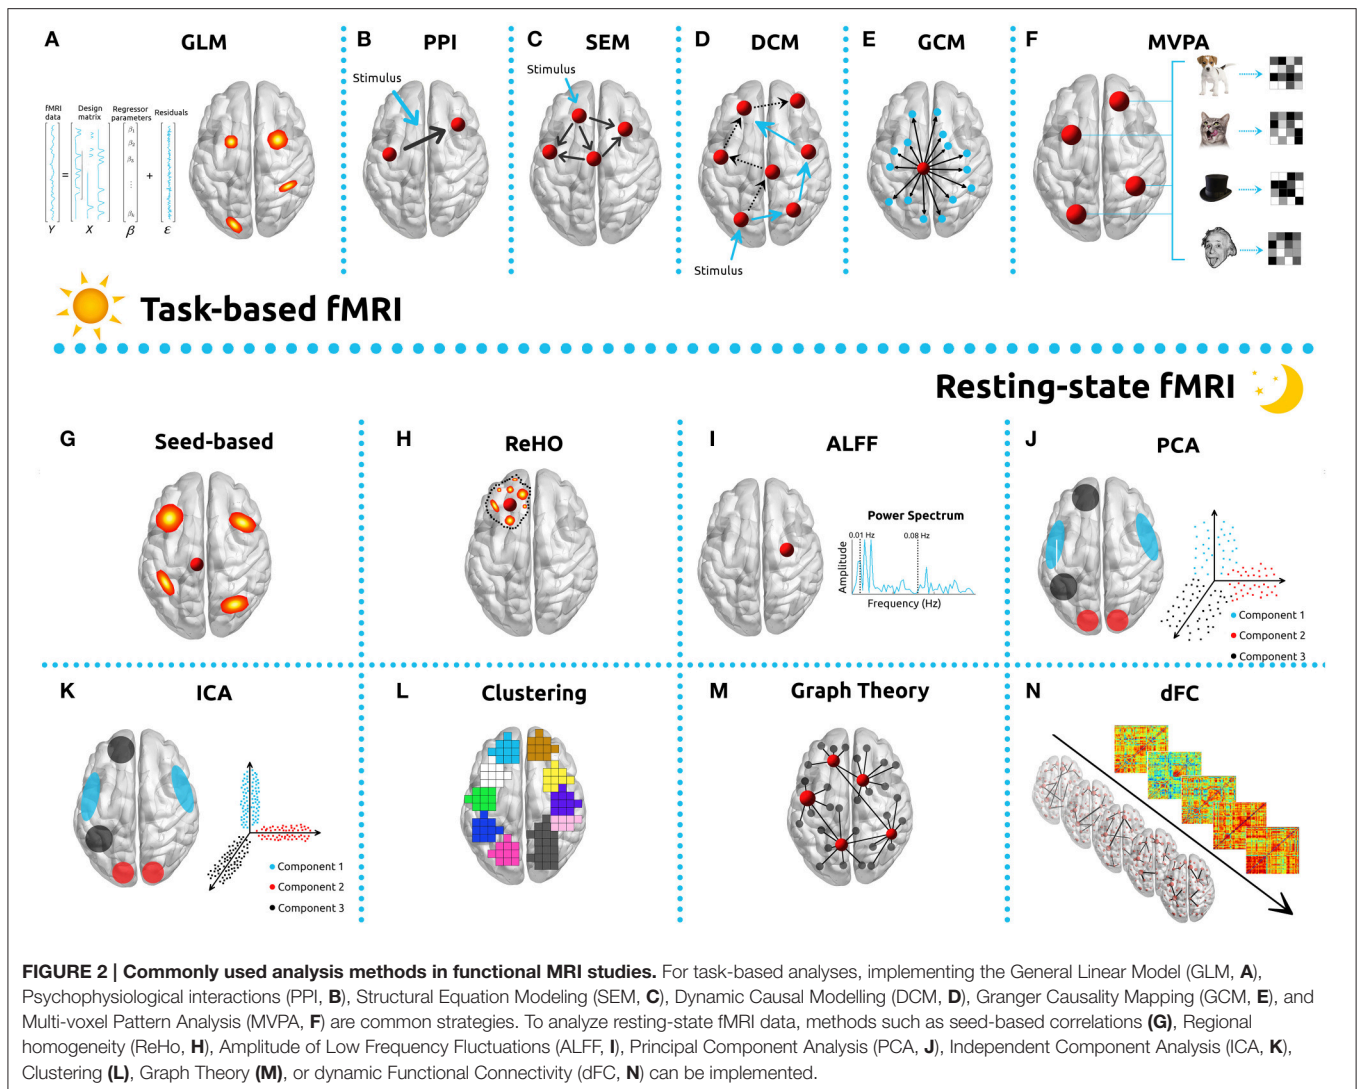 A GLM
fMRI data
Design matrix
Regressor parameters
Residuals
=
β₁
β₂
β₃
⋮
βₖ
+
Y X β ε
B PPI
Stimulus
C SEM
Stimulus
D DCM
Stimulus
E GCM
F MVPA
Task-based fMRI
Resting-state fMRI
G Seed-based
H ReHO
I ALFF
Power Spectrum
0.01 Hz 0.08 Hz
Amplitude
Frequency (Hz)
J PCA
Component 1
Component 2
Component 3
K ICA
Component 1
Component 2
Component 3
L Clustering
M Graph Theory
N dFC
FIGURE 2 | Commonly used analysis methods in functional MRI studies. For task-based analyses, implementing the General Linear Model (GLM, A),
Psychophysiological interactions (PPI, B), Structural Equation Modeling (SEM, C), Dynamic Causal Modelling (DCM, D), Granger Causality Mapping (GCM, E), and
Multi-voxel Pattern Analysis (MVPA, F) are common strategies. To analyze resting-state fMRI data, methods such as seed-based correlations (G), Regional
homogeneity (ReHo, H), Amplitude of Low Frequency Fluctuations (ALFF, I), Principal Component Analysis (PCA, J), Independent Component Analysis (ICA, K),
Clustering (L), Graph Theory (M), or dynamic Functional Connectivity (dFC, N) can be implemented.